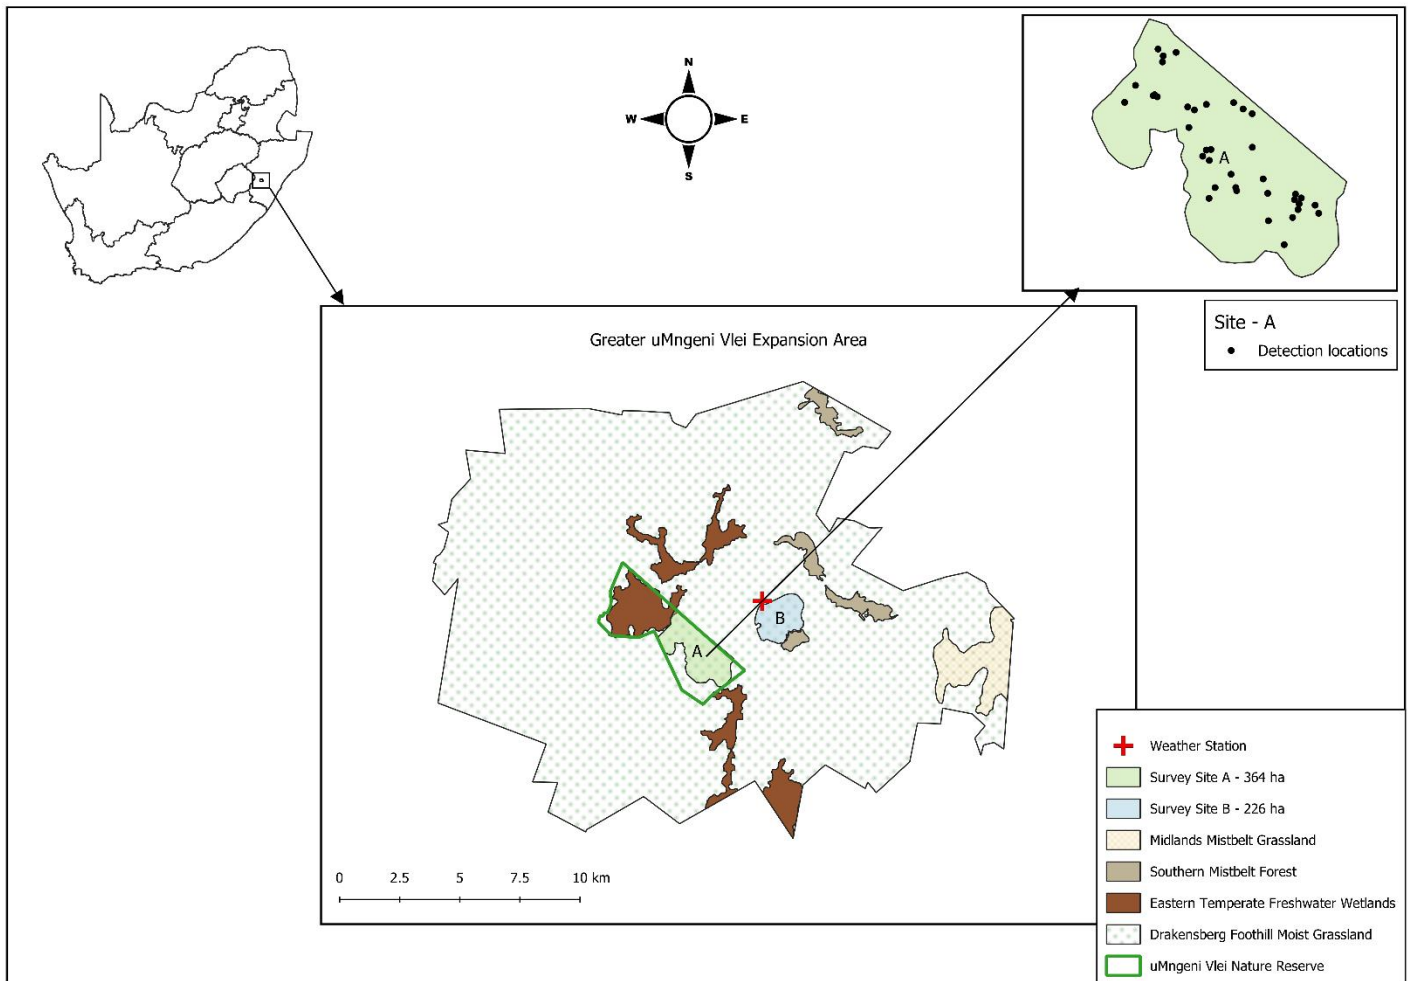 N
W
E
S
A
Site - A
Detection locations
Greater uMngeni Vlei Expansion Area
B
A
0 2.5 5 7.5 10 km
Weather Station
Survey Site A - 364 ha
Survey Site B - 226 ha
Midlands Mistbelt Grassland
Southern Mistbelt Forest
Eastern Temperate Freshwater Wetlands
Drakensberg Foothill Moist Grassland
uMngeni Vlei Nature Reserve